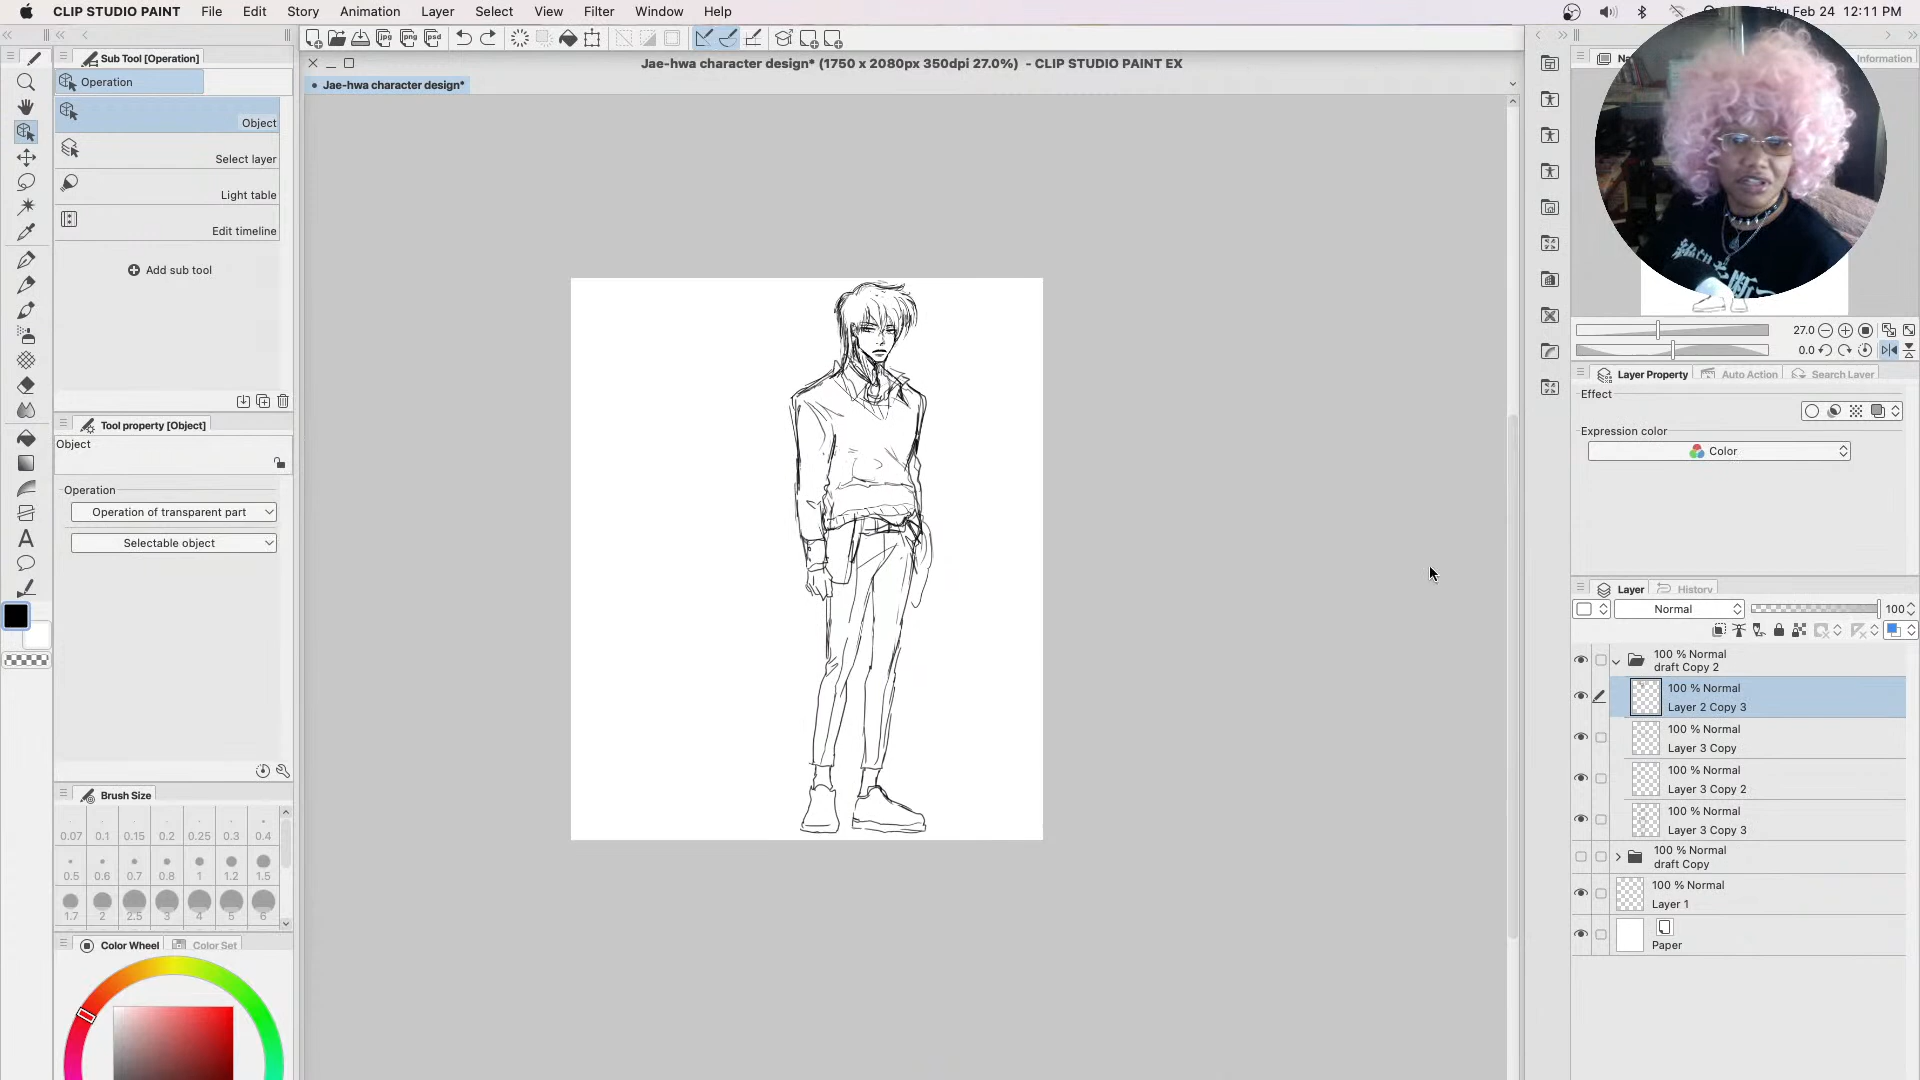 CLIP STUDIO PAINT File Edit Story Animation Layer Select View Filter Window Help
Thu Feb 24 12:11 PM
Sub Tool [Operation]
Operation
Object
Select layer
Light table
Edit timeline
Add sub tool
Tool property [Object]
Object
Operation
Operation of transparent part
Selectable object
Brush Size
0.07 0.1 0.15 0.2 0.25 0.3 0.4
0.5 0.6 0.7 0.8 1 1.2 1.5
1.7 2 2.5 3 4 5 6
Color Wheel Color Set
Jae-hwa character design* (1750 x 2080px 350dpi 27.0%) - CLIP STUDIO PAINT EX
Jae-hwa character design*
Information
27.0
0.0
Layer Property Auto Action Search Layer
Effect
Expression color
Color
Layer History
Normal 100
100 % Normal
draft Copy 2
100 % Normal
Layer 2 Copy 3
100 % Normal
Layer 3 Copy
100 % Normal
Layer 3 Copy 2
100 % Normal
Layer 3 Copy 3
100 % Normal
draft Copy
100 % Normal
Layer 1
Paper
A